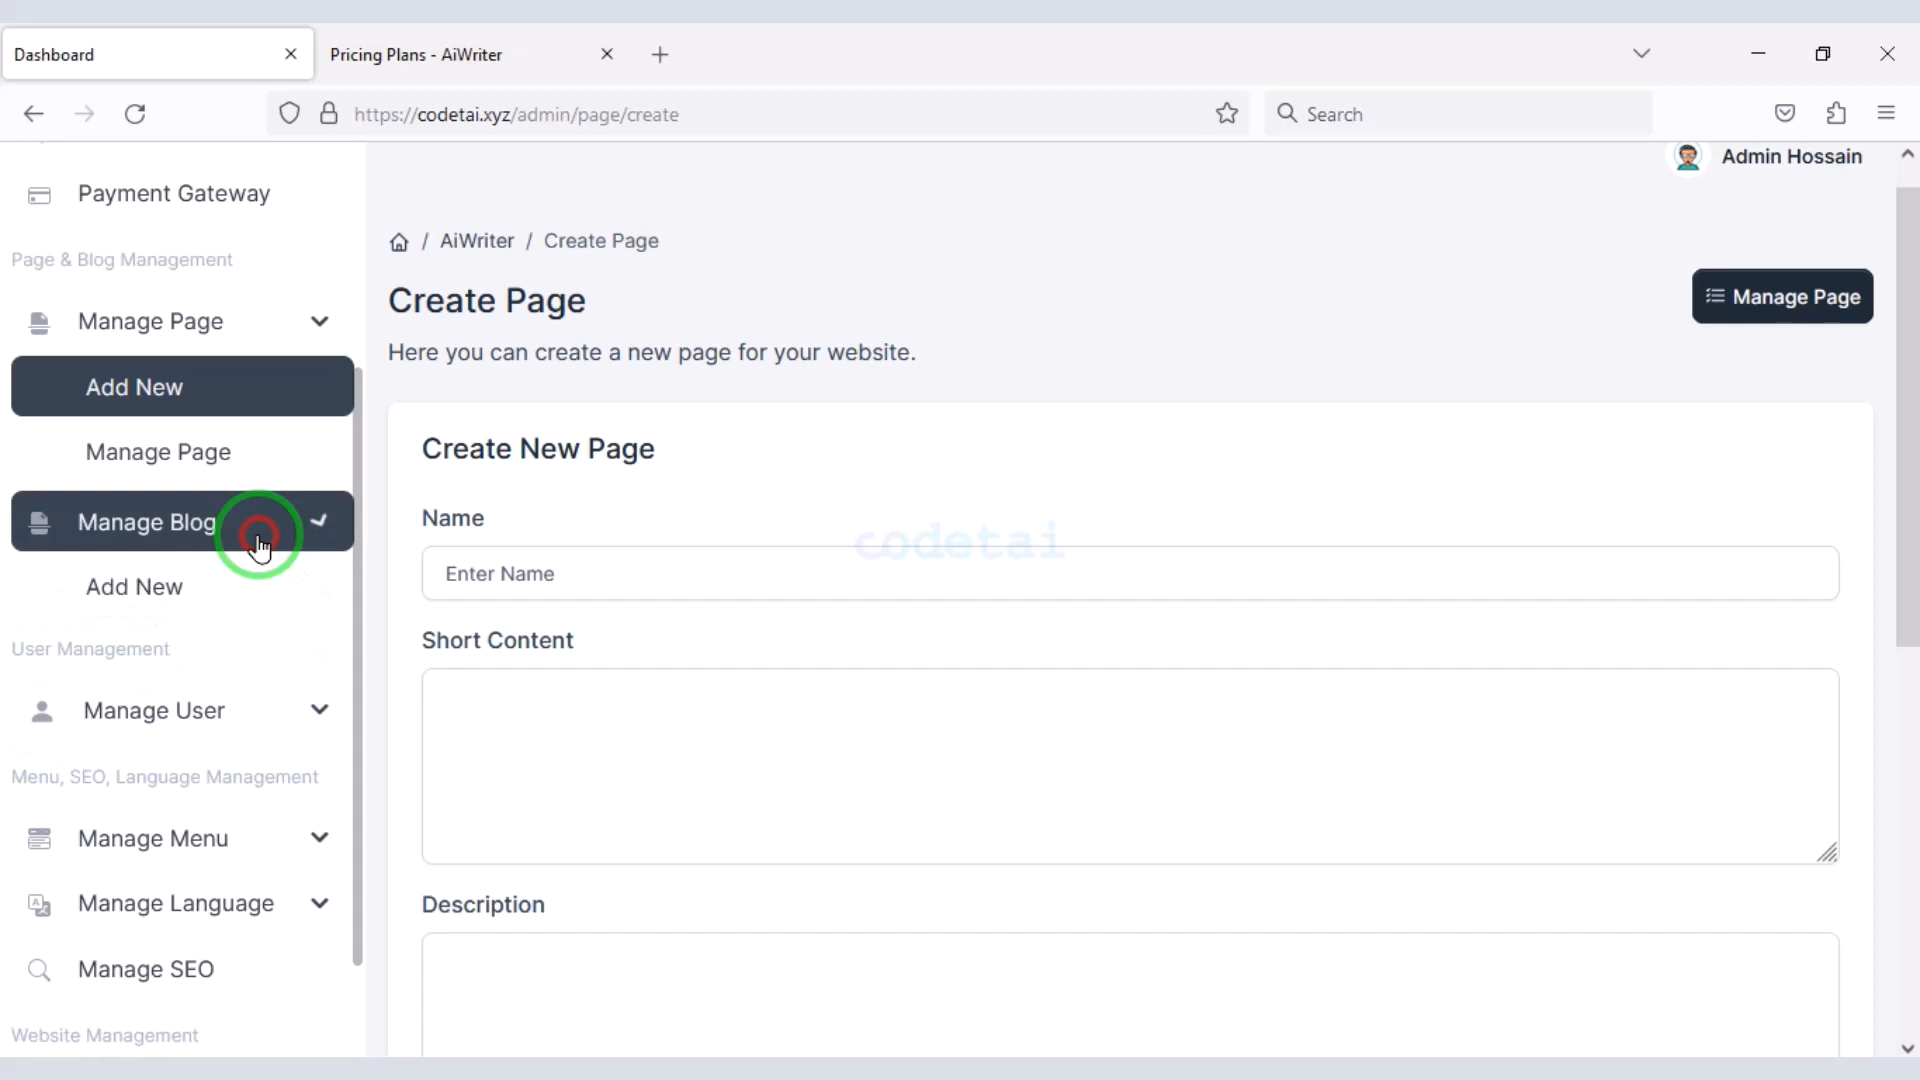 Dashboard
Pricing Plans - AiWriter
https://codetai.xyz/admin/page/create
Search
Admin Hossain
Payment Gateway
Page & Blog Management
Manage Page
Add New
Manage Page
Manage Blog
Add New
User Management
Manage User
Menu, SEO, Language Management
Manage Menu
Manage Language
Manage SEO
Website Management
/ AiWriter / Create Page
Create Page
Manage Page
Here you can create a new page for your website.
Create New Page
Name
codetai
Enter Name
Short Content
Description